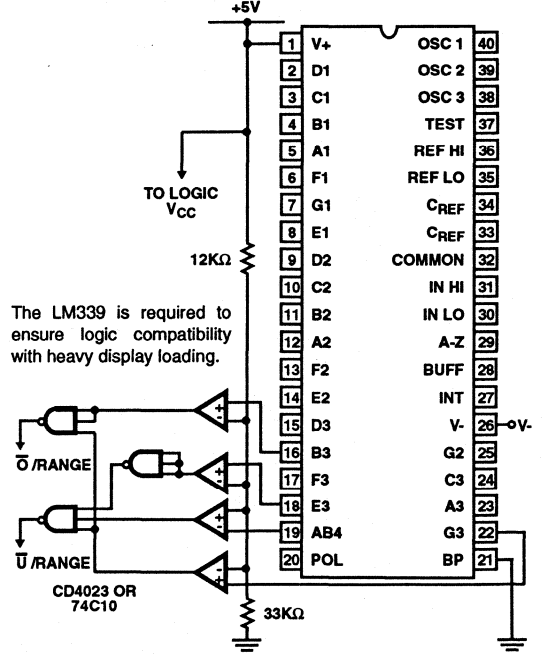 +5V
1 V+ OSC 1 40
2 D1 OSC 2 39
3 C1 OSC 3 38
4 B1 TEST 37
5 A1 REF HI 36
6 F1 REF LO 35
7 G1 CREF 34
8 E1 CREF 33
9 D2 COMMON 32
10 C2 IN HI 31
11 B2 IN LO 30
12 A2 A-Z 29
13 F2 BUFF 28
14 E2 INT 27
15 D3 V- 26 V-
16 B3 G2 25
17 F3 C3 24
18 E3 A3 23
19 AB4 G3 22
20 POL BP 21
TO LOGIC
VCC
12KΩ
The LM339 is required to
ensure logic compatibility
with heavy display loading.
+
-
+
-
+
-
-
+
O̅ /RANGE
U̅ /RANGE
CD4023 OR
74C10
33KΩ